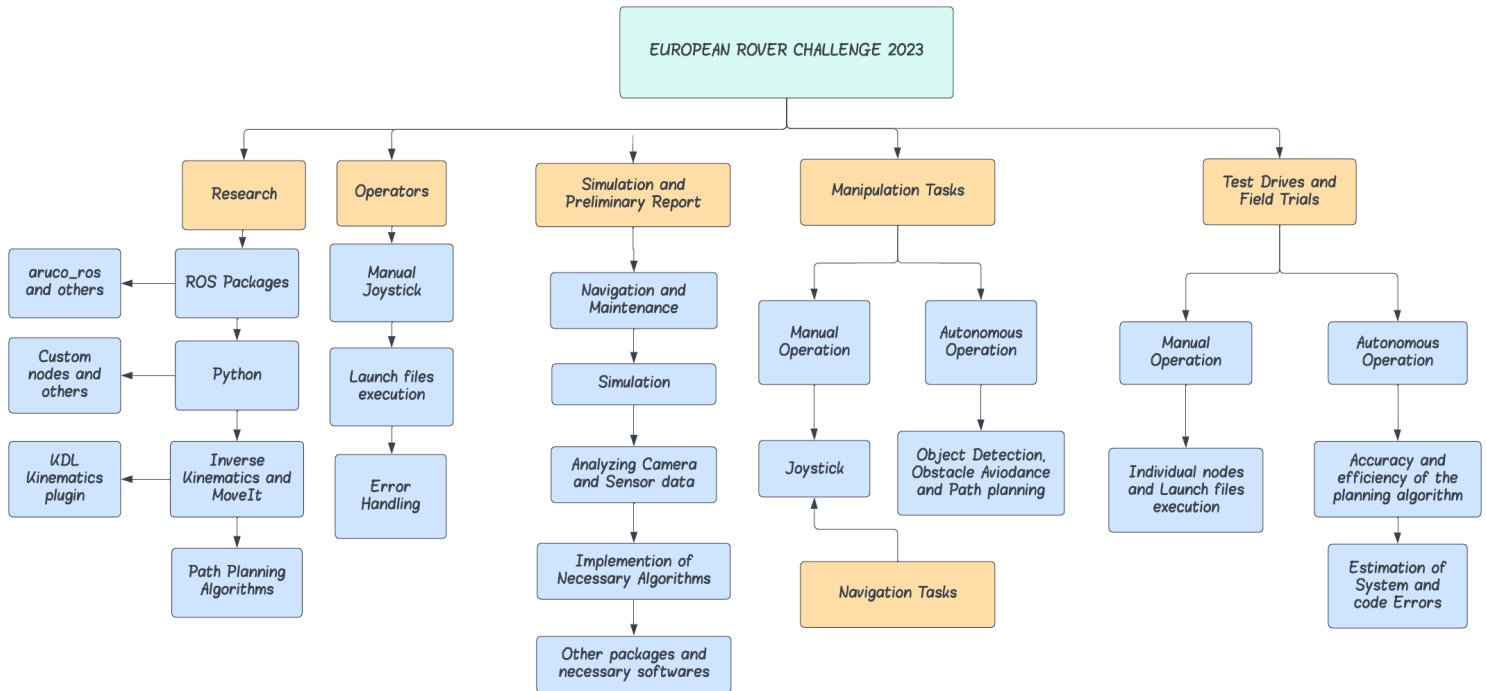 EUROPEAN ROVER CHALLENGE 2023
Research
Operators
Simulation and
Preliminary Report
Manipulation Tasks
Test Drives and
Field Trials
aruco_ros
and others
ROS Packages
Custom
nodes and
others
Python
KDL
Kinematics
plugin
Inverse
Kinematics and
MoveIt
Path Planning
Algorithms
Manual
Joystick
Launch files
execution
Error
Handling
Navigation and
Maintenance
Simulation
Analyzing Camera
and Sensor data
Implemention of
Necessary Algorithms
Other packages and
necessary softwares
Manual
Operation
Autonomous
Operation
Joystick
Object Detection,
Obstacle Aviodance
and Path planning
Navigation Tasks
Manual
Operation
Autonomous
Operation
Individual nodes
and Launch files
execution
Accuracy and
efficiency of the
planning algorithm
Estimation of
System and
code Errors